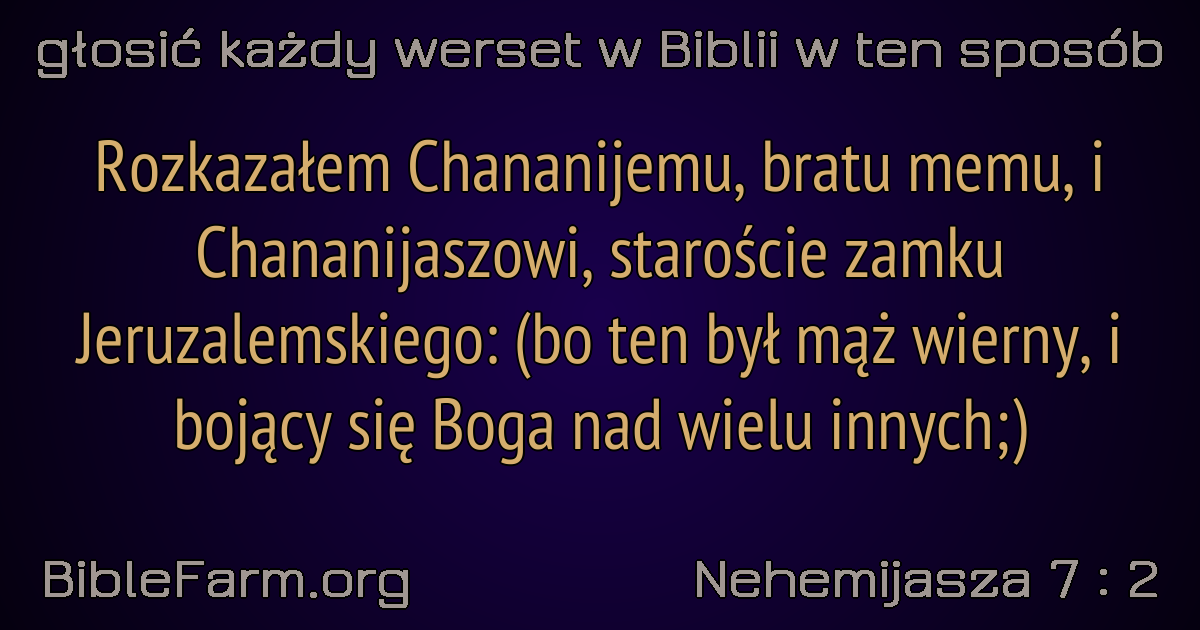 głosić każdy werset w Biblii w ten sposób
Rozkazałem Chananijemu, bratu memu, i
Chananijaszowi, staroście zamku
Jeruzalemskiego: (bo ten był mąż wierny, i
bojący się Boga nad wielu innych;)
BibleFarm.org
Nehemijasza 7 : 2